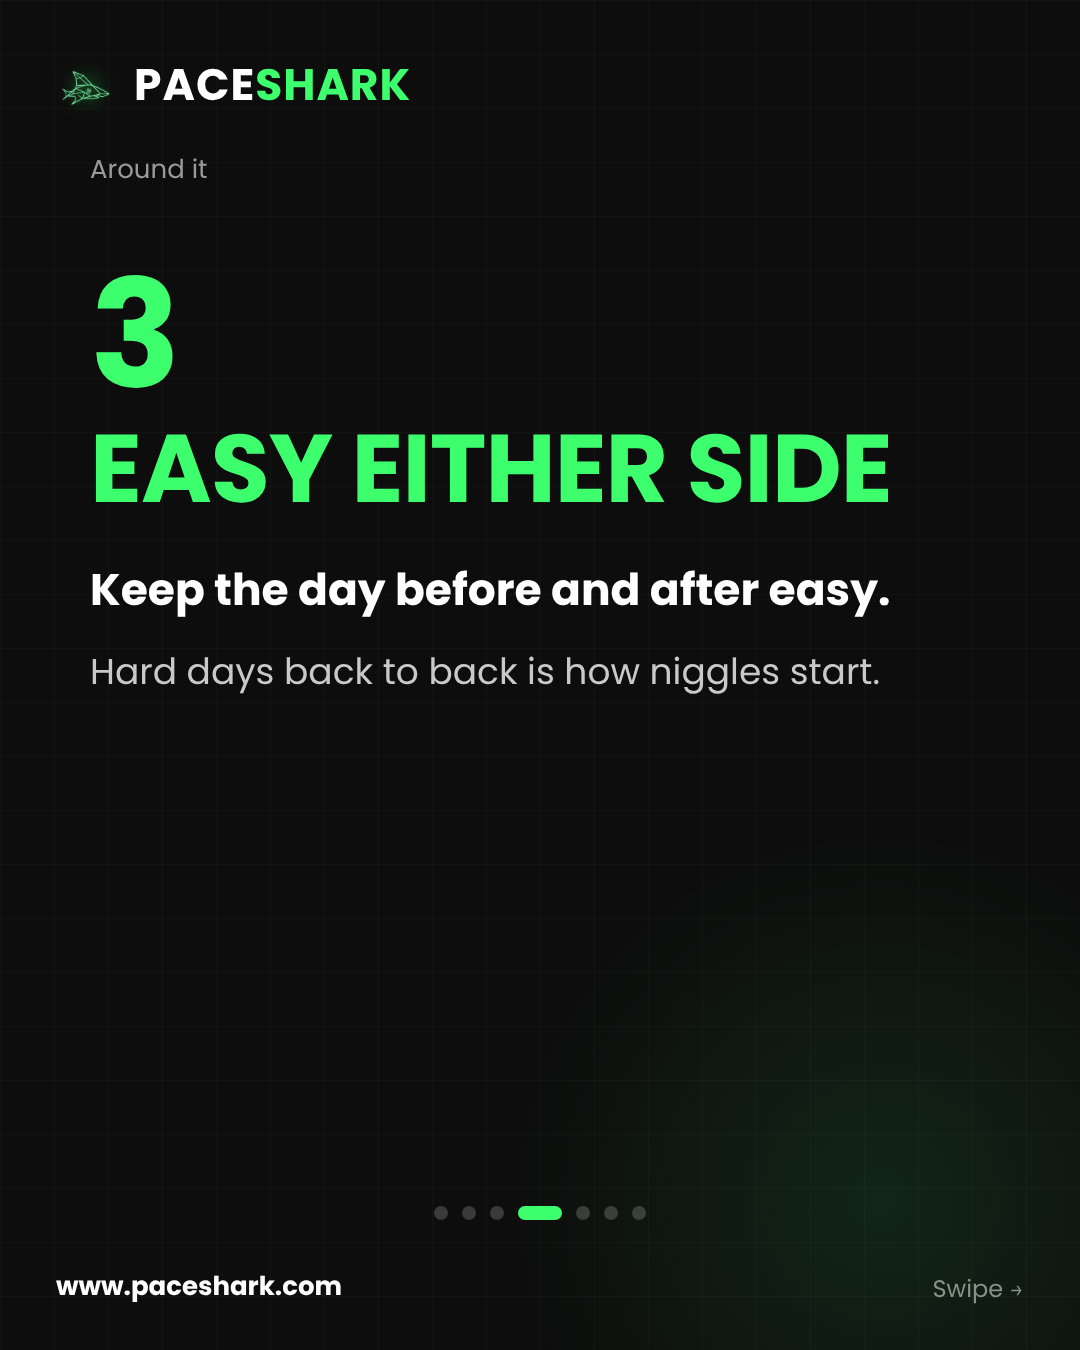 PACESHARK
Around it
3
EASY EITHER SIDE
Keep the day before and after easy.
Hard days back to back is how niggles start.
www.paceshark.com
Swipe →